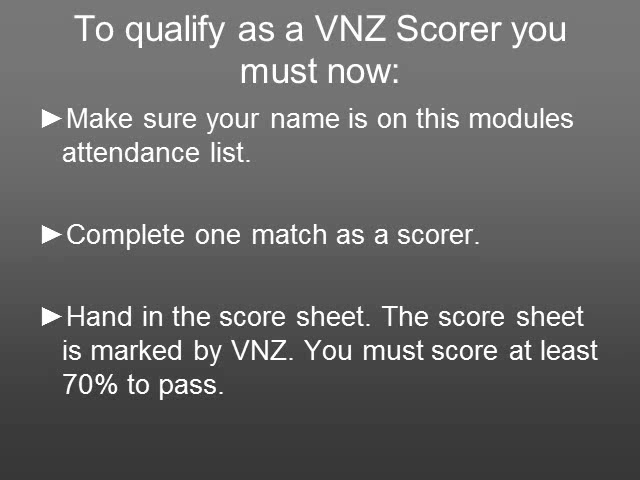 To qualify as a VNZ Scorer you
must now:
►Make sure your name is on this modules
attendance list.
►Complete one match as a scorer.
►Hand in the score sheet. The score sheet
is marked by VNZ. You must score at least
70% to pass.